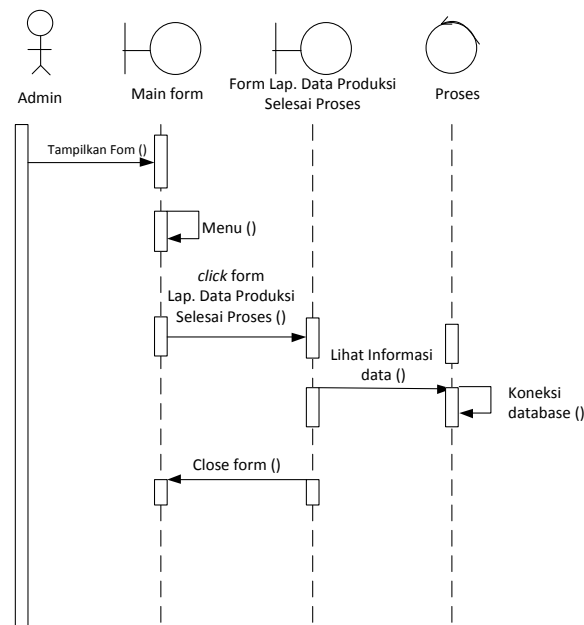 Admin
Main form
Form Lap. Data Produksi
Selesai Proses
Proses
Tampilkan Fom ()
Menu ()
click form
Lap. Data Produksi
Selesai Proses ()
Lihat Informasi
data ()
Koneksi
database ()
Close form ()